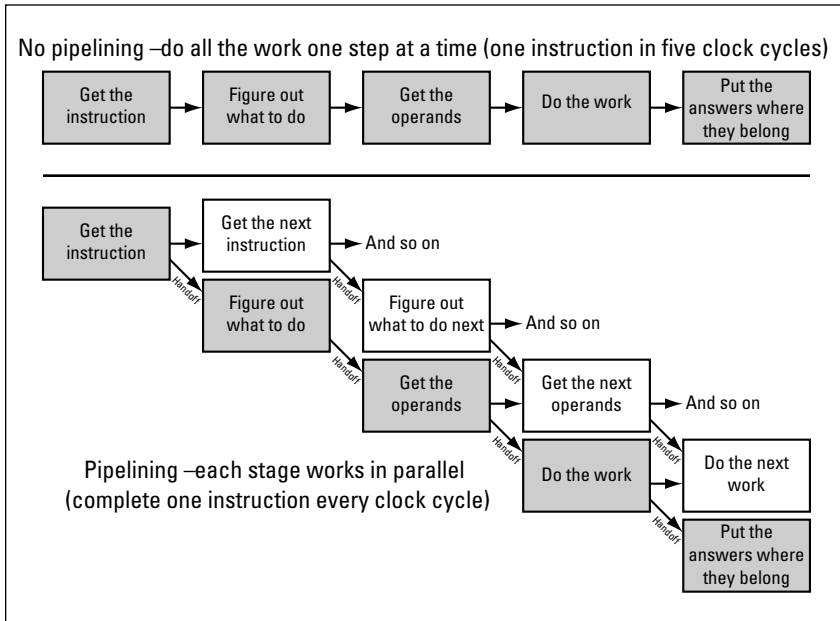 No pipelining –do all the work one step at a time (one instruction in five clock cycles)
Get the
instruction
Figure out
what to do
Get the
operands
Do the work
Put the
answers where
they belong
Get the
instruction
Get the next
instruction
And so on
Handoff
Handoff
Figure out
what to do
Figure out
what to do next
And so on
Handoff
Handoff
Get the
operands
Get the next
operands
And so on
Handoff
Handoff
Pipelining –each stage works in parallel
(complete one instruction every clock cycle)
Do the work
Do the next
work
Handoff
Put the
answers where
they belong